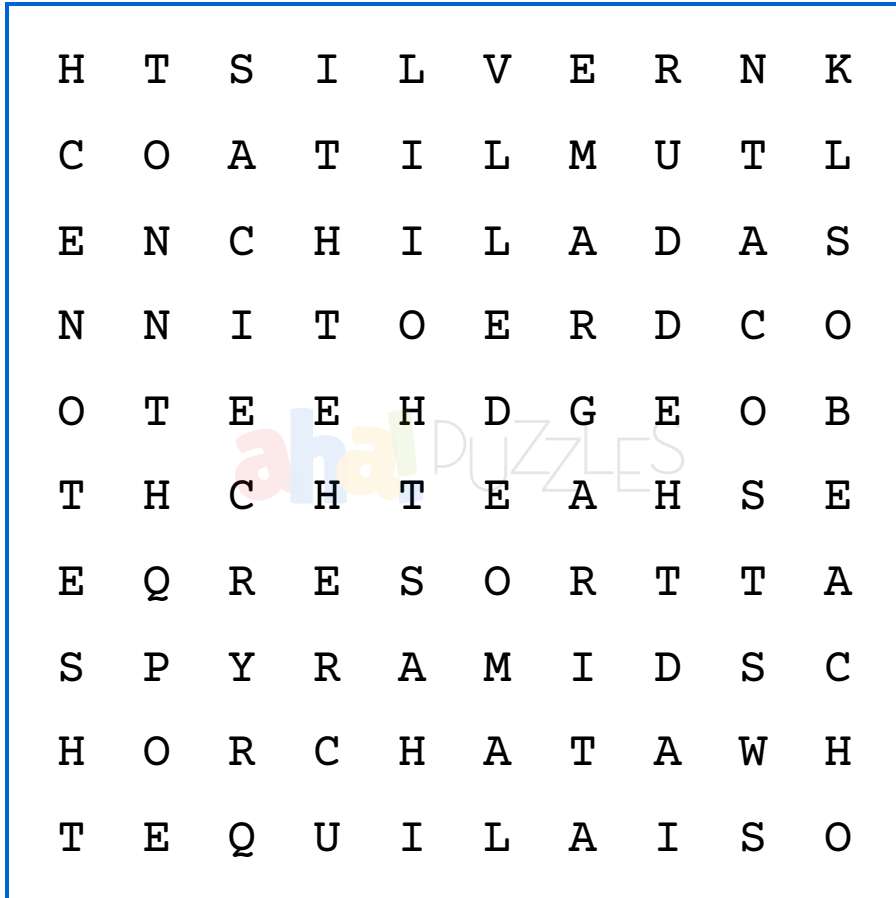 H T S I L V E R N K
C O A T I L M U T L
E N C H I L A D A S
N N I T O E R D C O
O T E E H D G E O B
aha! PUZZLES
T H C H T E A H S E
E Q R E S O R T T A
S P Y R A M I D S C
H O R C H A T A W H
T E Q U I L A I S O